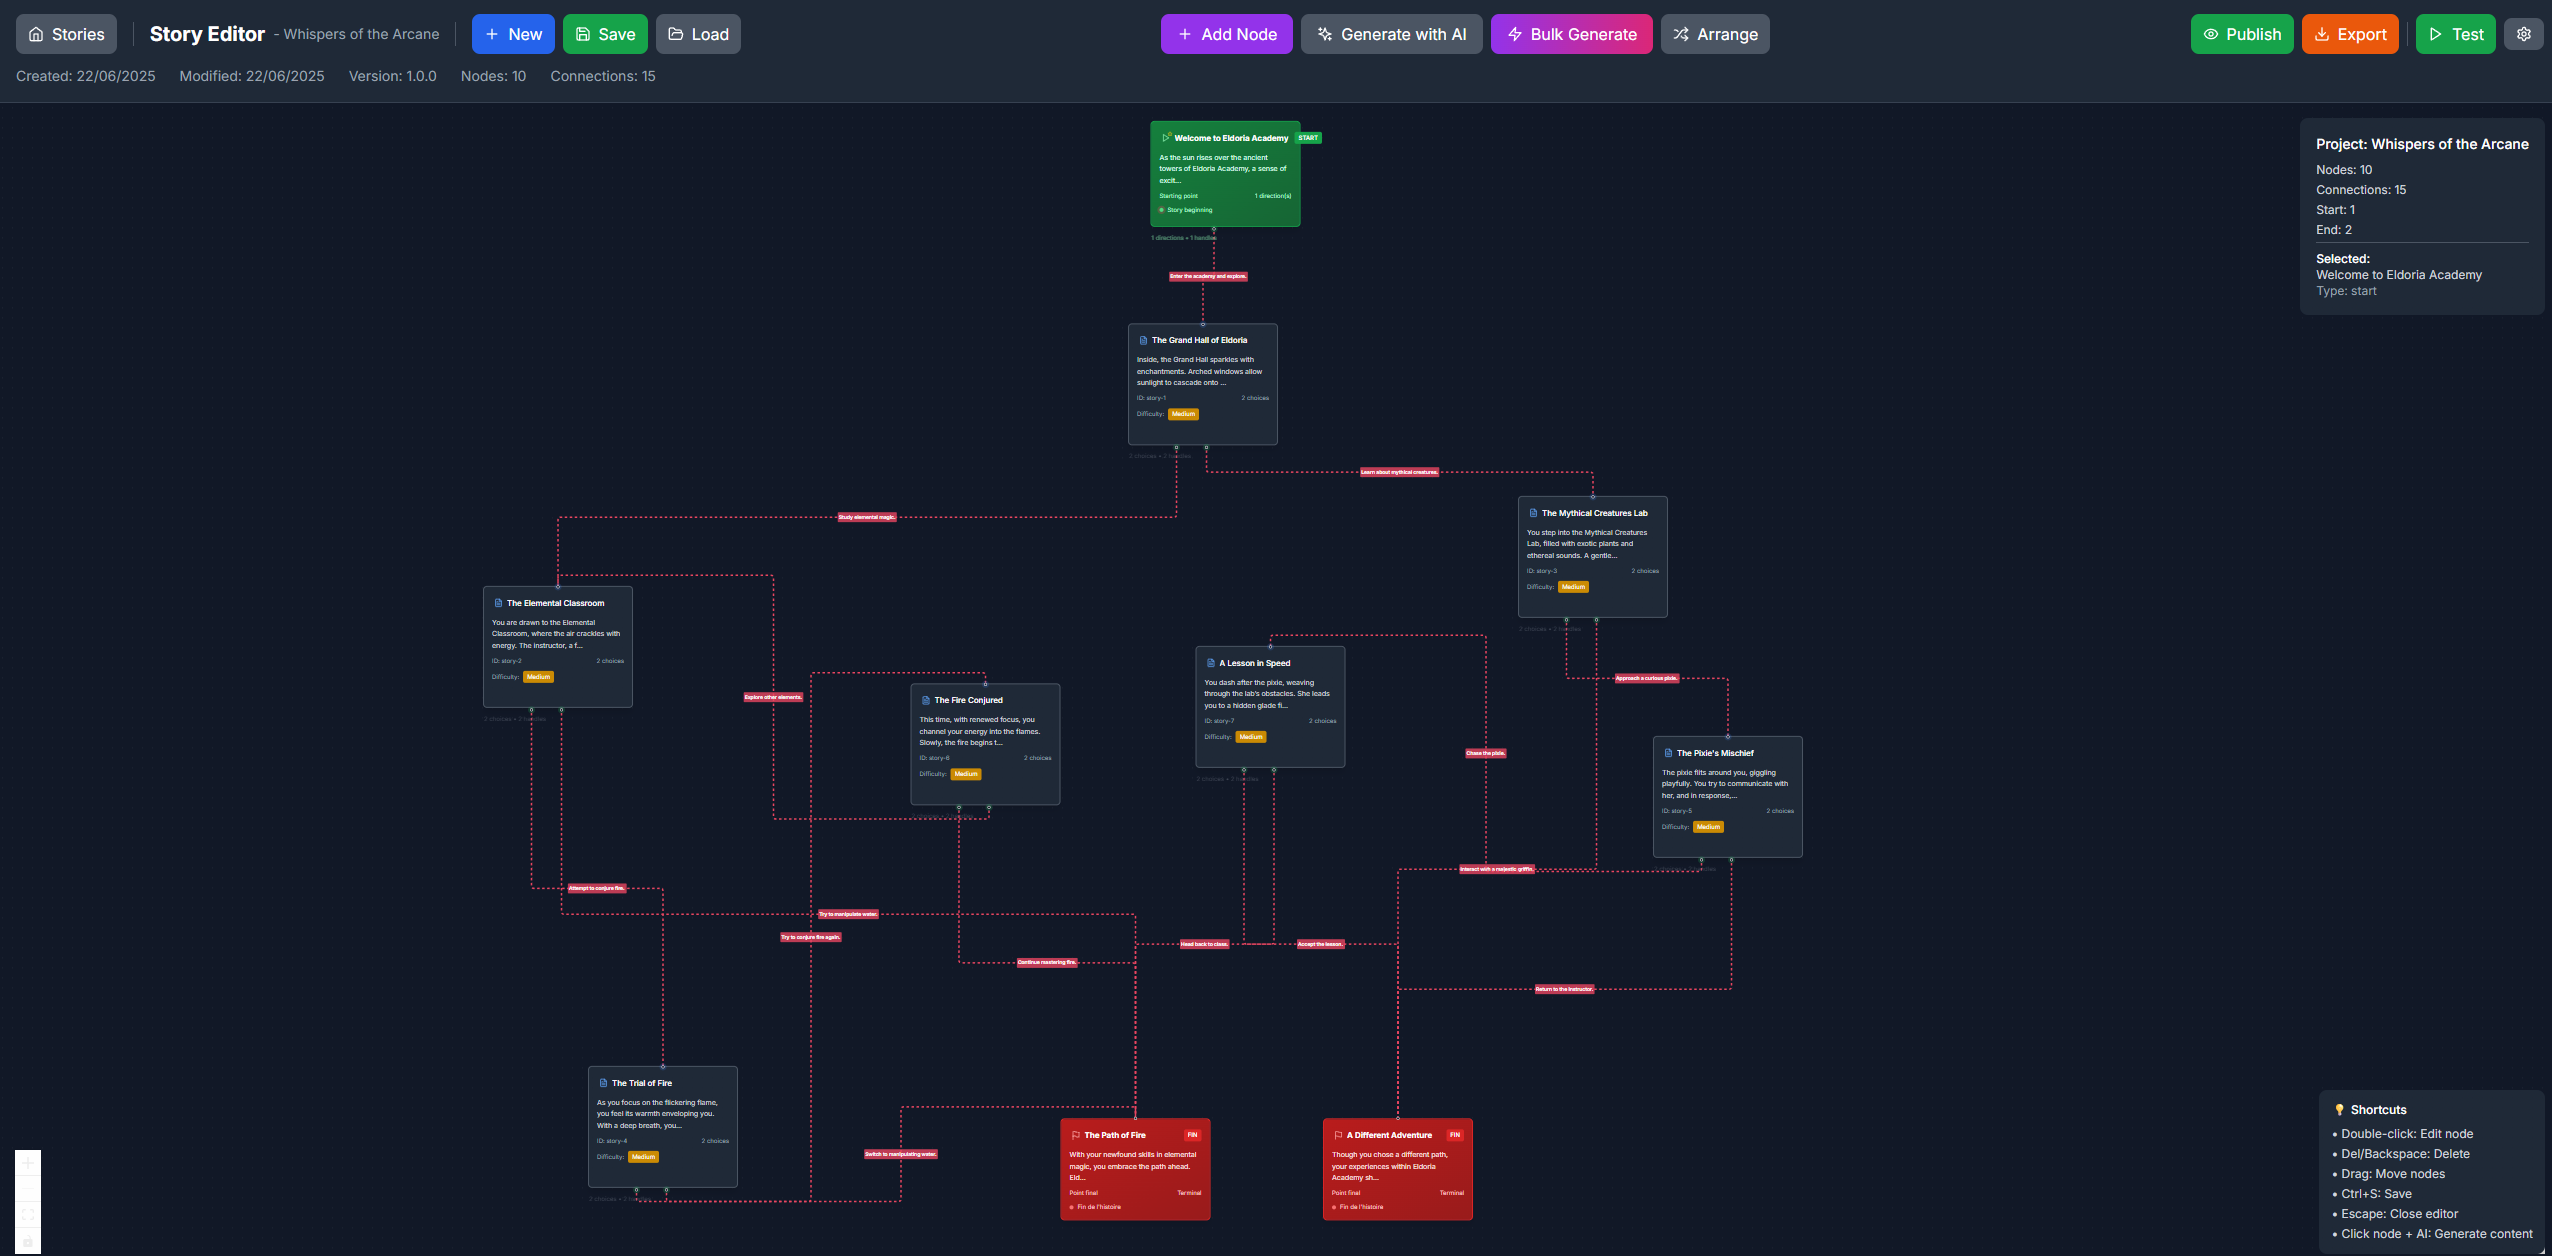 Stories
Story Editor - Whispers of the Arcane
New
Save
Load
Add Node
Generate with AI
Bulk Generate
Arrange
Publish
Export
Test
Created: 22/06/2025 Modified: 22/06/2025 Version: 1.0.0 Nodes: 10 Connections: 15
Project: Whispers of the Arcane
Nodes: 10
Connections: 15
Start: 1
End: 2
Selected:
Welcome to Eldoria Academy
Type: start
Welcome to Eldoria Academy START
As the sun rises over the ancient
towers of Eldoria Academy, a sense of
excit...
Starting point 1 direction(s)
Story beginning
1 directions • 1 handles
Enter the academy and explore.
The Grand Hall of Eldoria
Inside, the Grand Hall sparkles with
enchantments. Arched windows allow
sunlight to cascade onto ...
ID: story-1 2 choices
Difficulty: Medium
2 choices • 2 handles
Learn about mythical creatures.
Study elemental magic.
The Mythical Creatures Lab
You step into the Mythical Creatures
Lab, filled with exotic plants and
ethereal sounds. A gentle...
ID: story-3 2 choices
Difficulty: Medium
2 choices • 2 handles
The Elemental Classroom
You are drawn to the Elemental
Classroom, where the air crackles with
energy. The instructor, a f...
ID: story-2 2 choices
Difficulty: Medium
2 choices • 2 handles
Explore other elements.
The Fire Conjured
This time, with renewed focus, you
channel your energy into the flames.
Slowly, the fire begins t...
ID: story-6 2 choices
Difficulty: Medium
A Lesson in Speed
You dash after the pixie, weaving
through the lab's obstacles. She leads
you to a hidden glade fi...
ID: story-7 2 choices
Difficulty: Medium
2 choices • 2 handles
Approach a curious pixie.
Chase the pixie.
The Pixie's Mischief
The pixie flits around you, giggling
playfully. You try to communicate with
her, and in response,...
ID: story-5 2 choices
Difficulty: Medium
Interact with a majestic griffin.
Attempt to conjure fire.
Try to manipulate water.
Try to conjure fire again.
Head back to class.
Accept the lesson.
Continue mastering fire.
Return to the instructor.
The Trial of Fire
As you focus on the flickering flame,
you feel its warmth enveloping you.
With a deep breath, you...
ID: story-4 2 choices
Difficulty: Medium
2 choices • 2 handles
Switch to manipulating water.
The Path of Fire FIN
With your newfound skills in elemental
magic, you embrace the path ahead.
Eld...
Point final Terminal
Fin de l'histoire
A Different Adventure FIN
Though you chose a different path,
your experiences within Eldoria
Academy sh...
Point final Terminal
Fin de l'histoire
Shortcuts
• Double-click: Edit node
• Del/Backspace: Delete
• Drag: Move nodes
• Ctrl+S: Save
• Escape: Close editor
• Click node + AI: Generate content